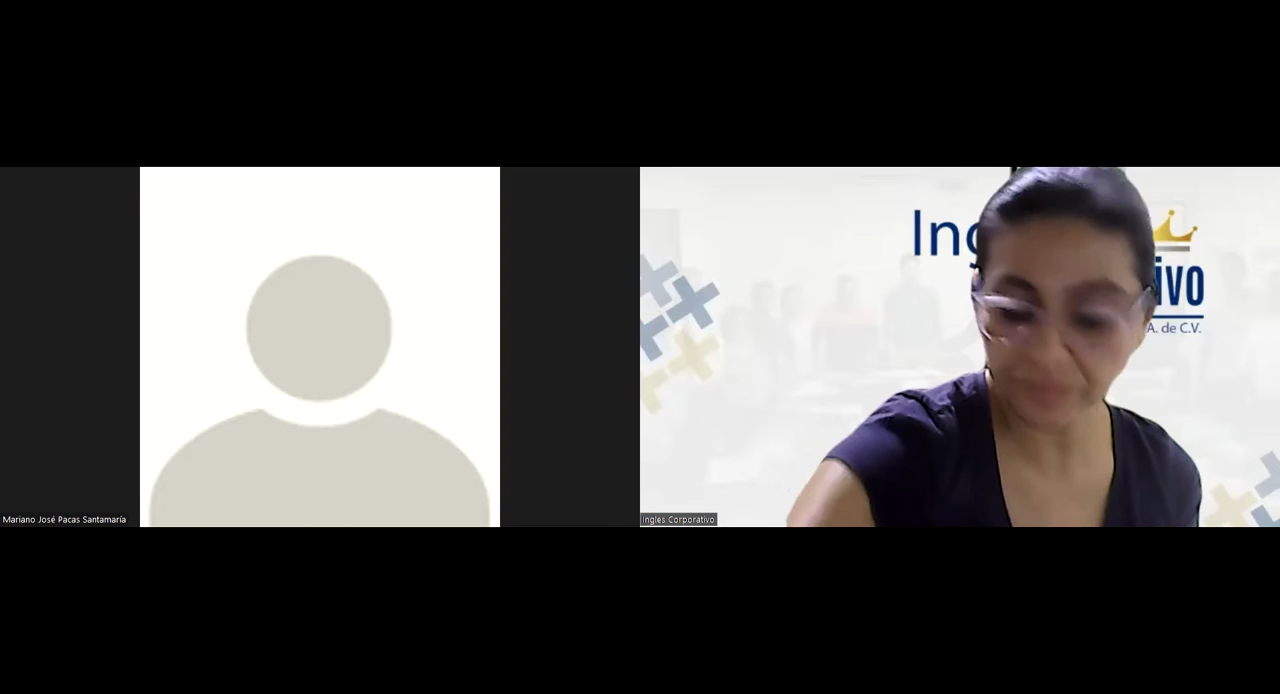 Ing
ivo
A. de C.V.
Mariano José Pacas Santamaría
Ingles Corporativo